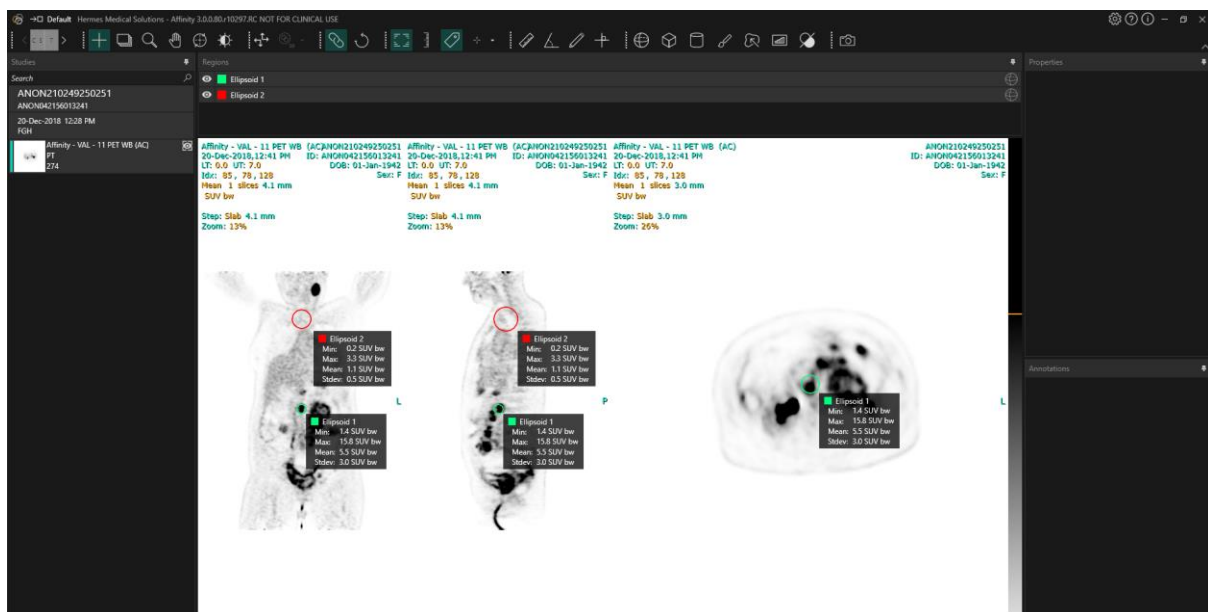 Default Hermes Medical Solutions - Affinity 3.0.0.80.r10297.RC NOT FOR CLINICAL USE
Studies
Search
ANON210249250251
ANON042156013241
20-Dec-2018 12:28 PM
FGH
Affinity - VAL - 11 PET WB (AC)
PT
274
Regions
Ellipsoid 1
Ellipsoid 2
Properties
Annotations
Affinity - VAL - 11 PET WB (AC)
20-Dec-2018,12:41 PM
LT: 0.0 UT: 7.0
Idx: 85, 78, 128
Mean 1 slices 4.1 mm
SUV bw
Step: Slab 4.1 mm
Zoom: 13%
ANON210249250251
ID: ANON042156013241
DOB: 01-Jan-1942
Sex: F
Ellipsoid 2
Min: 0.2 SUV bw
Max: 3.3 SUV bw
Mean: 1.1 SUV bw
Stdev: 0.5 SUV bw
L
Ellipsoid 1
Min: 1.4 SUV bw
Max: 15.8 SUV bw
Mean: 5.5 SUV bw
Stdev: 3.0 SUV bw
Affinity - VAL - 11 PET WB (AC)
20-Dec-2018,12:41 PM
LT: 0.0 UT: 7.0
Idx: 85, 78, 128
Mean 1 slices 4.1 mm
SUV bw
Step: Slab 4.1 mm
Zoom: 13%
ANON210249250251
ID: ANON042156013241
DOB: 01-Jan-1942
Sex: F
Ellipsoid 2
Min: 0.2 SUV bw
Max: 3.3 SUV bw
Mean: 1.1 SUV bw
Stdev: 0.5 SUV bw
P
Ellipsoid 1
Min: 1.4 SUV bw
Max: 15.8 SUV bw
Mean: 5.5 SUV bw
Stdev: 3.0 SUV bw
Affinity - VAL - 11 PET WB (AC)
20-Dec-2018,12:41 PM
LT: 0.0 UT: 7.0
Idx: 85, 78, 128
Mean 1 slices 3.0 mm
SUV bw
Step: Slab 3.0 mm
Zoom: 26%
ANON210249250251
ID: ANON042156013241
DOB: 01-Jan-1942
Sex: F
Ellipsoid 1
Min: 1.4 SUV bw
Max: 15.8 SUV bw
Mean: 5.5 SUV bw
Stdev: 3.0 SUV bw
L